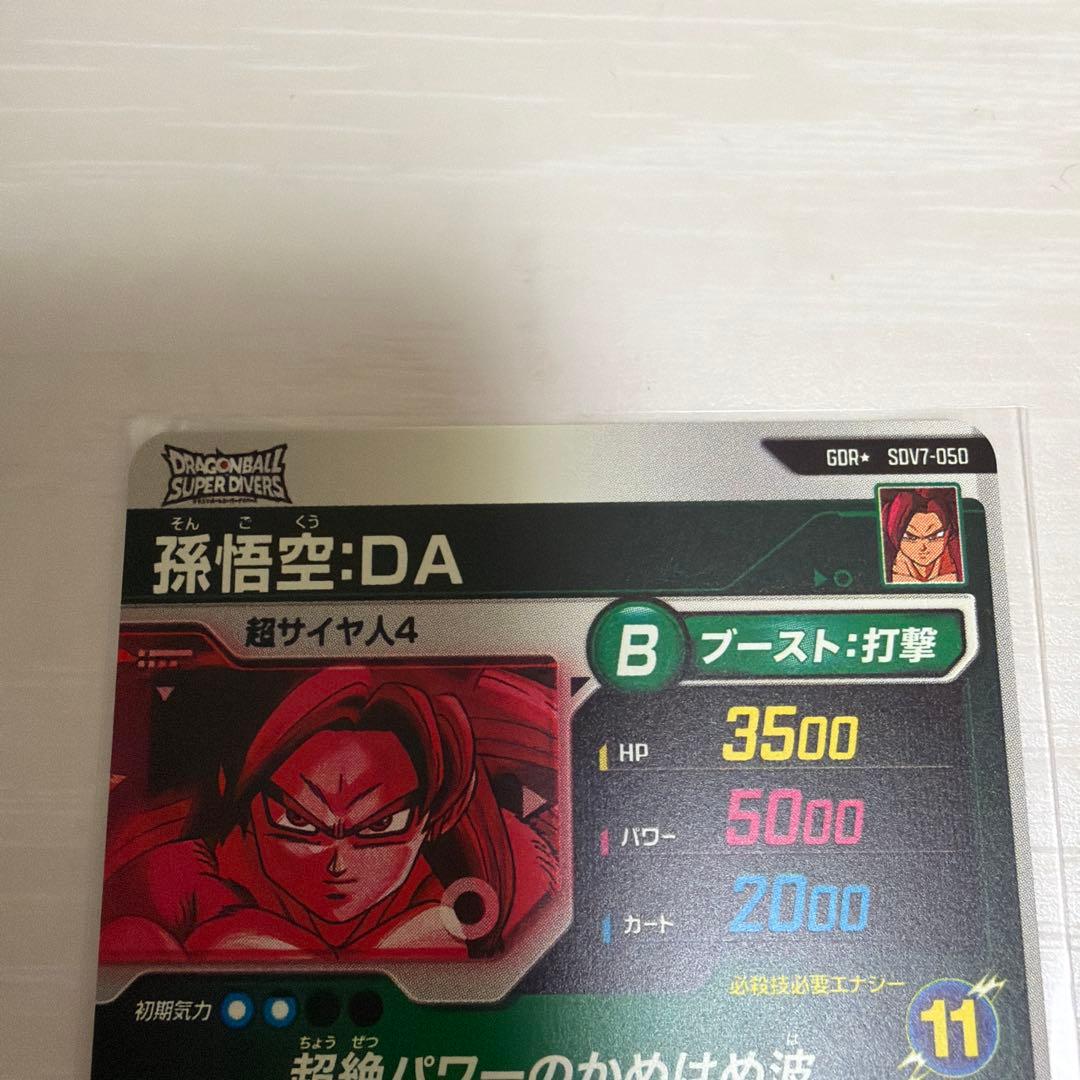 GDR★ SDV7-050
DRAGONBALL
SUPER DIVERS
そん ご くう
孫悟空:DA
超サイヤ人4
B ブースト:打撃
HP 3500
パワー 5000
カード 2000
必殺技必要エナジー
11
初期気力
ちょう ぜつ は
超絶パワーのかめはめ波